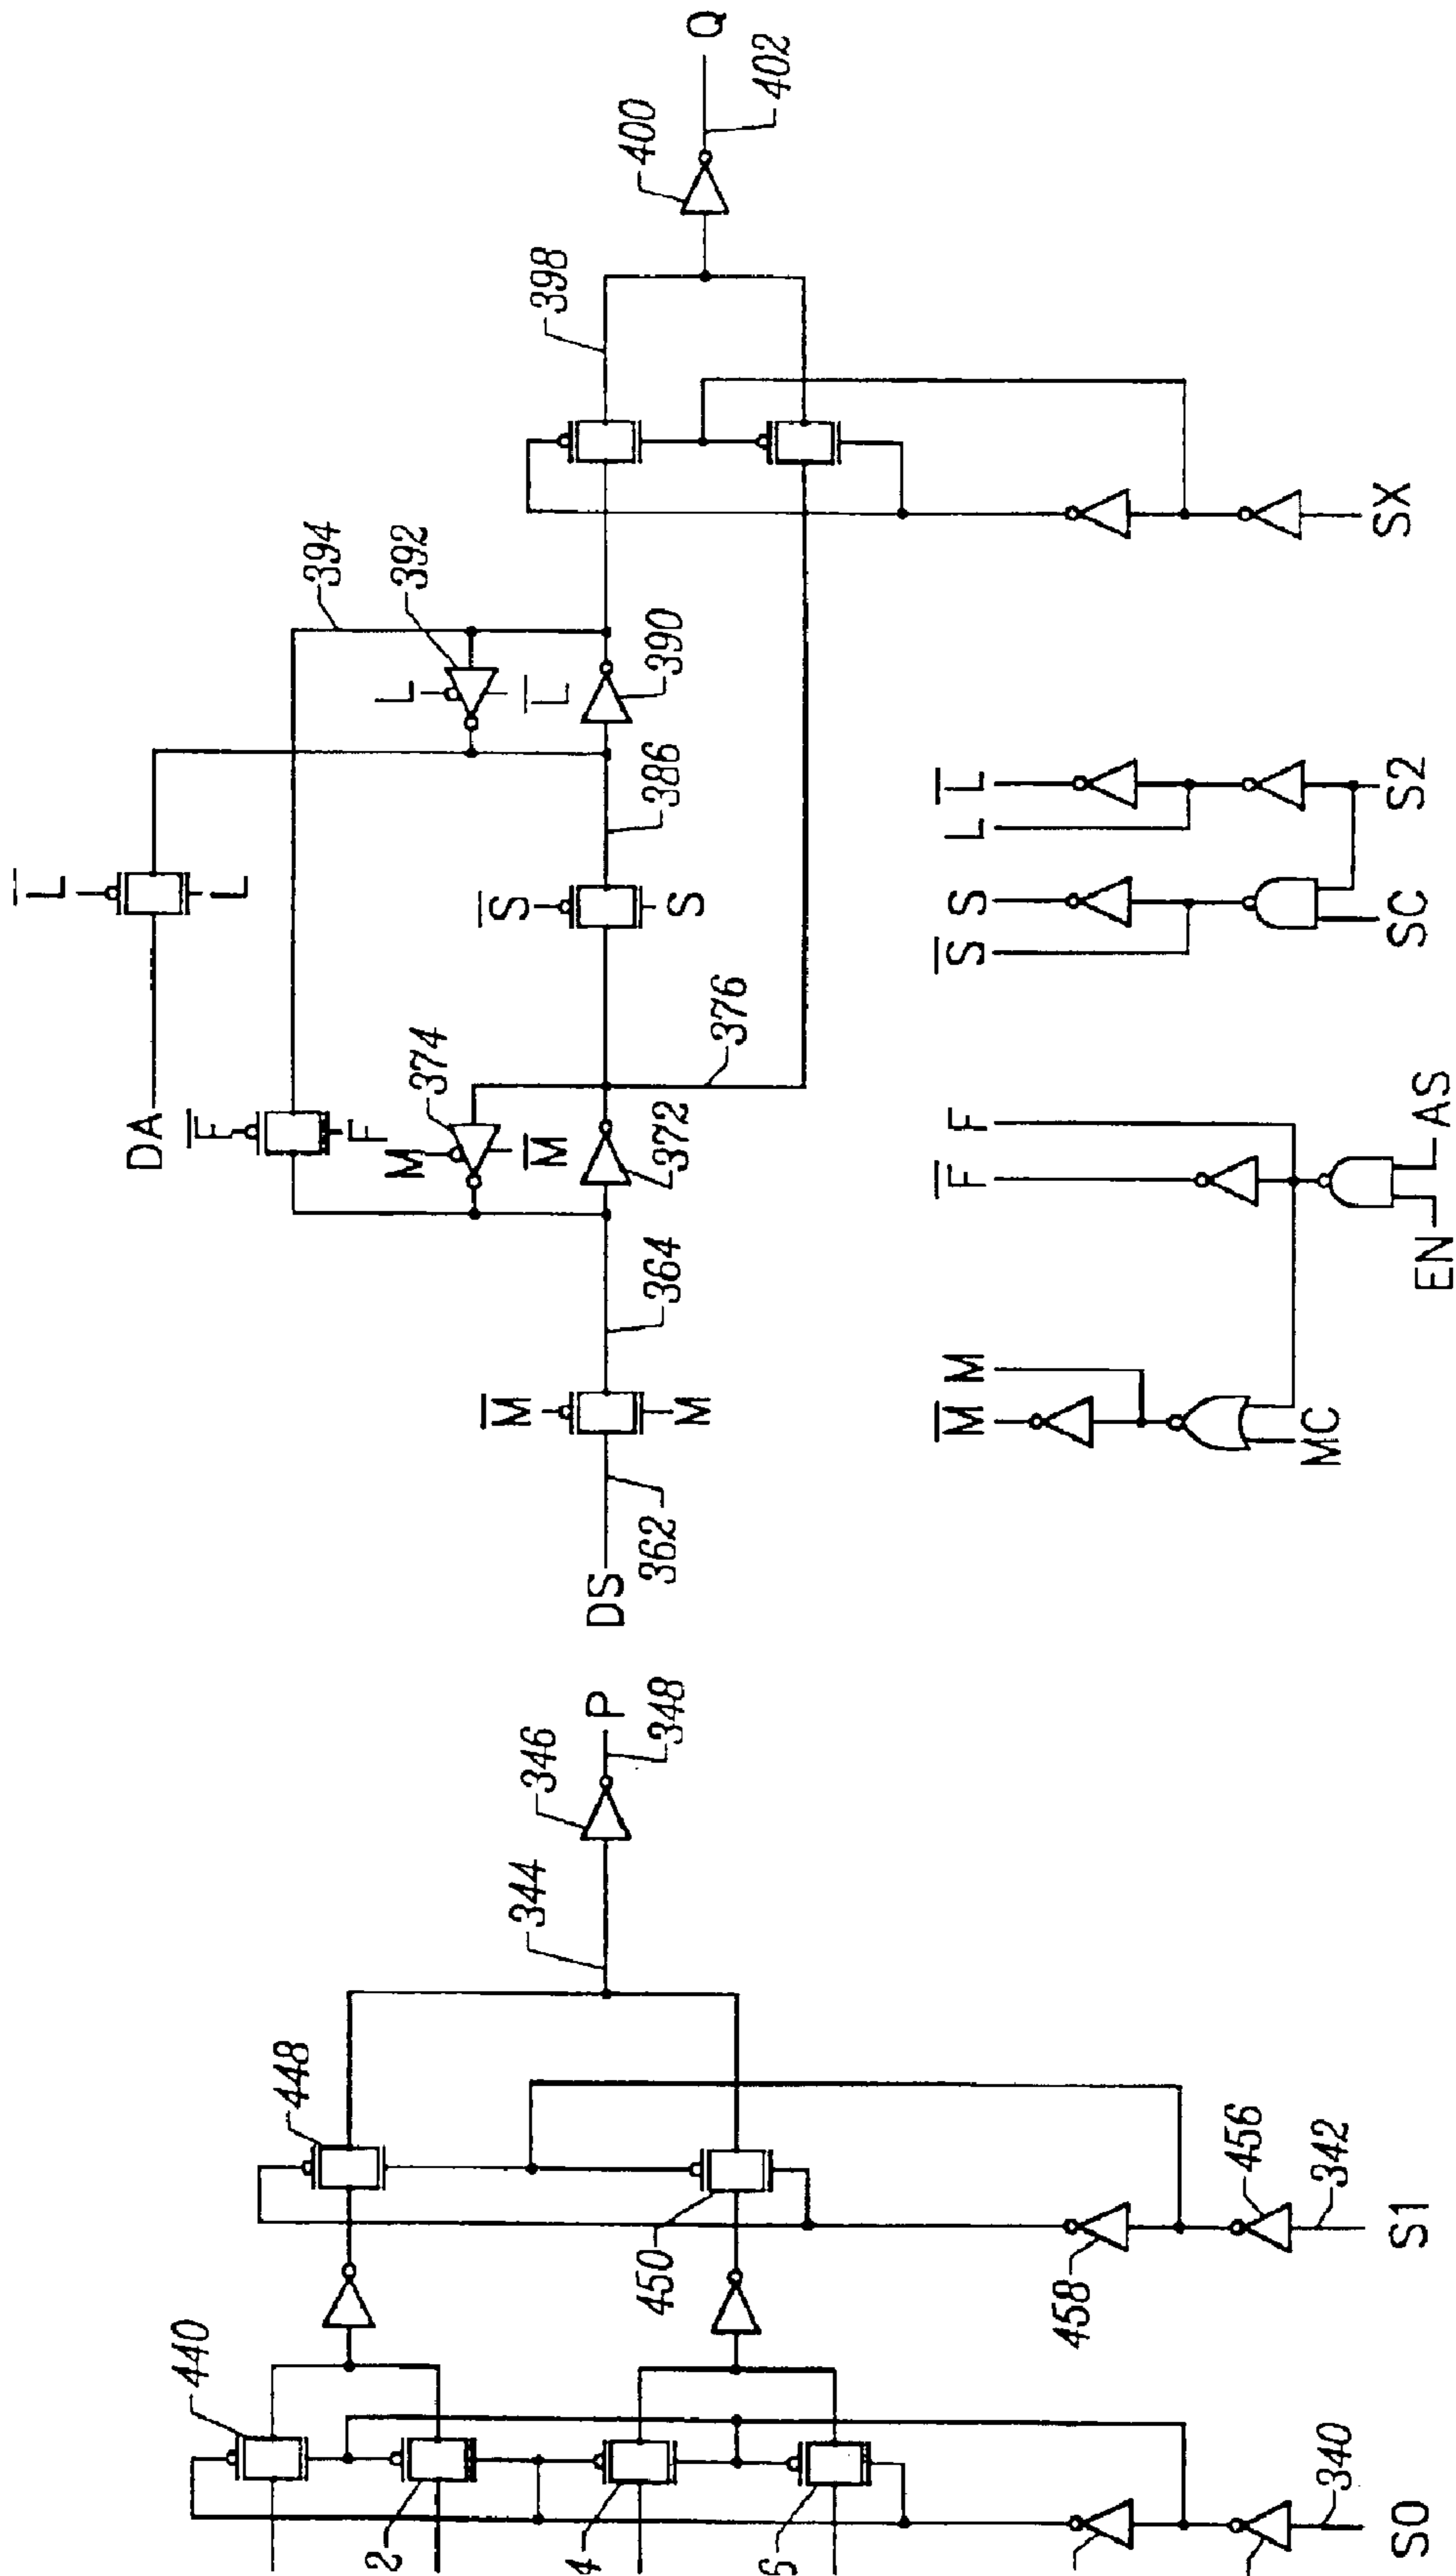 440
2
4
6
448
450
344
346
348
P
458
456
342
340
S0
S1
DA
L̅
L
F̅
F
DS
362
M̅
M
364
M
374
M̅
372
376
S̅
S
386
L
392
L̅
390
394
398
400
402
Q
M̅
M
MC
F̅
F
EN
AS
S̅
S
SC
L
L̅
S2
SX